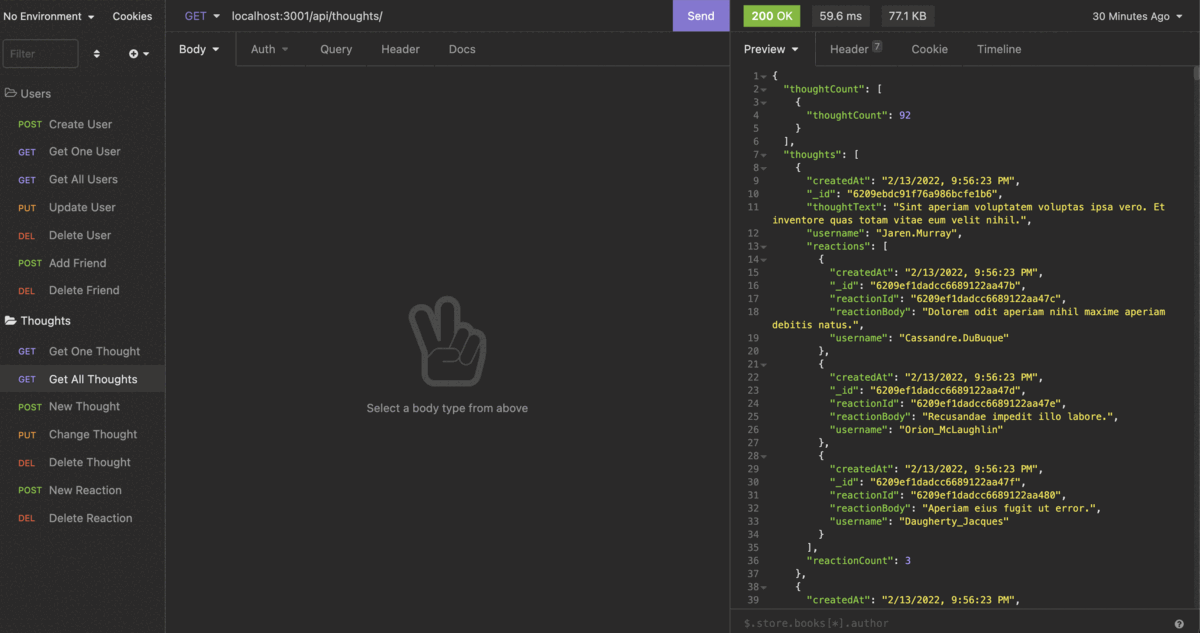 No Environment Cookies
GET localhost:3001/api/thoughts/ Send
200 OK 59.6 ms 77.1 KB 30 Minutes Ago
Filter
Body Auth Query Header Docs
Preview Header 7 Cookie Timeline
Users
POST Create User
GET Get One User
GET Get All Users
PUT Update User
DEL Delete User
POST Add Friend
DEL Delete Friend
Thoughts
GET Get One Thought
GET Get All Thoughts
POST New Thought
PUT Change Thought
DEL Delete Thought
POST New Reaction
DEL Delete Reaction
Select a body type from above
1 {
2 "thoughtCount": [
3 {
4 "thoughtCount": 92
5 }
6 ],
7 "thoughts": [
8 {
9 "createdAt": "2/13/2022, 9:56:23 PM",
10 "_id": "6209ebdc91f76a986bcfe1b6",
11 "thoughtText": "Sint aperiam voluptatem voluptas ipsa vero. Et
inventore quas totam vitae eum velit nihil.",
12 "username": "Jaren.Murray",
13 "reactions": [
14 {
15 "createdAt": "2/13/2022, 9:56:23 PM",
16 "_id": "6209ef1dadcc6689122aa47b",
17 "reactionId": "6209ef1dadcc6689122aa47c",
18 "reactionBody": "Dolorem odit aperiam nihil maxime aperiam
debitis natus.",
19 "username": "Cassandre.DuBuque"
20 },
21 {
22 "createdAt": "2/13/2022, 9:56:23 PM",
23 "_id": "6209ef1dadcc6689122aa47d",
24 "reactionId": "6209ef1dadcc6689122aa47e",
25 "reactionBody": "Recusandae impedit illo labore.",
26 "username": "Orion_McLaughlin"
27 },
28 {
29 "createdAt": "2/13/2022, 9:56:23 PM",
30 "_id": "6209ef1dadcc6689122aa47f",
31 "reactionId": "6209ef1dadcc6689122aa480",
32 "reactionBody": "Aperiam eius fugit ut error.",
33 "username": "Daugherty_Jacques"
34 }
35 ],
36 "reactionCount": 3
37 },
38 {
39 "createdAt": "2/13/2022, 9:56:23 PM",
$.store.books[*].author